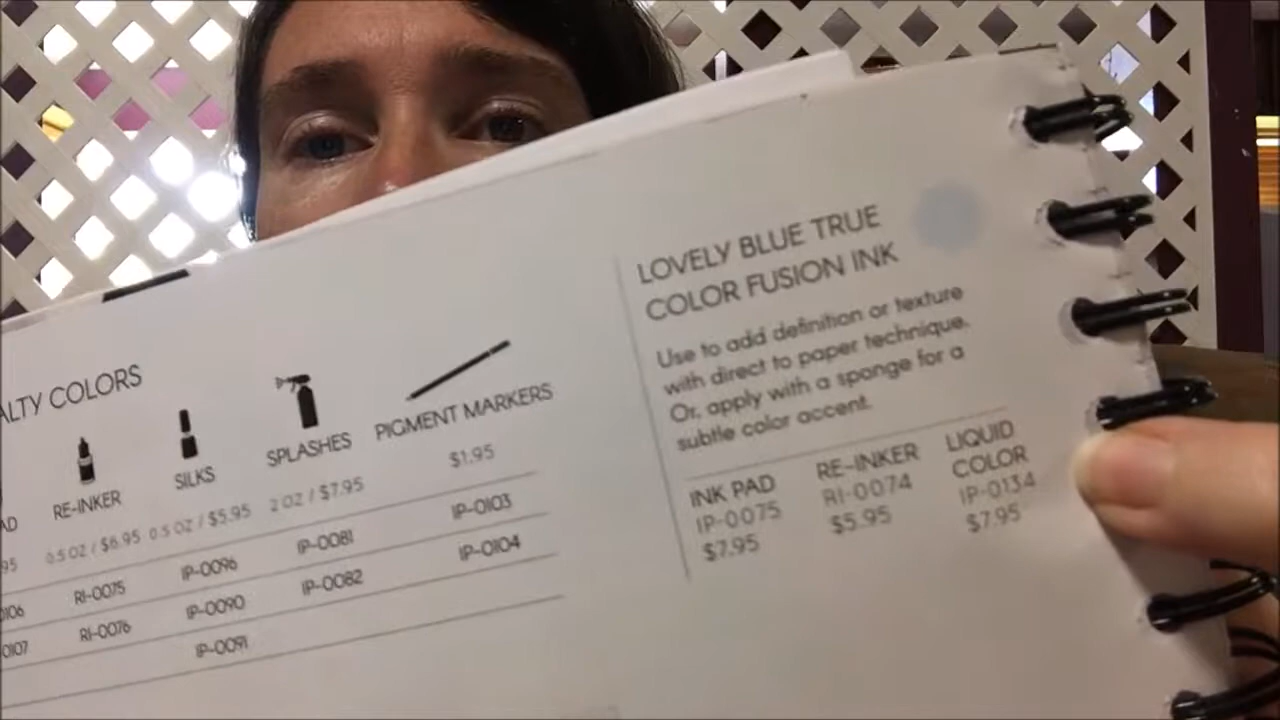 ALTY COLORS
RE-INKER
SILKS
SPLASHES
PIGMENT MARKERS
95
0.5 OZ / $6.95
0.5 OZ / $5.95
2 OZ / $7.95
$1.95
0106
RI-0075
IP-0096
IP-0081
IP-0103
0107
RI-0076
IP-0090
IP-0082
IP-0104
IP-0091
LOVELY BLUE TRUE
COLOR FUSION INK
Use to add definition or texture
with direct to paper technique.
Or, apply with a sponge for a
subtle color accent.
INK PAD
IP-0075
$7.95
RE-INKER
RI-0074
$5.95
LIQUID
COLOR
IP-0134
$7.95